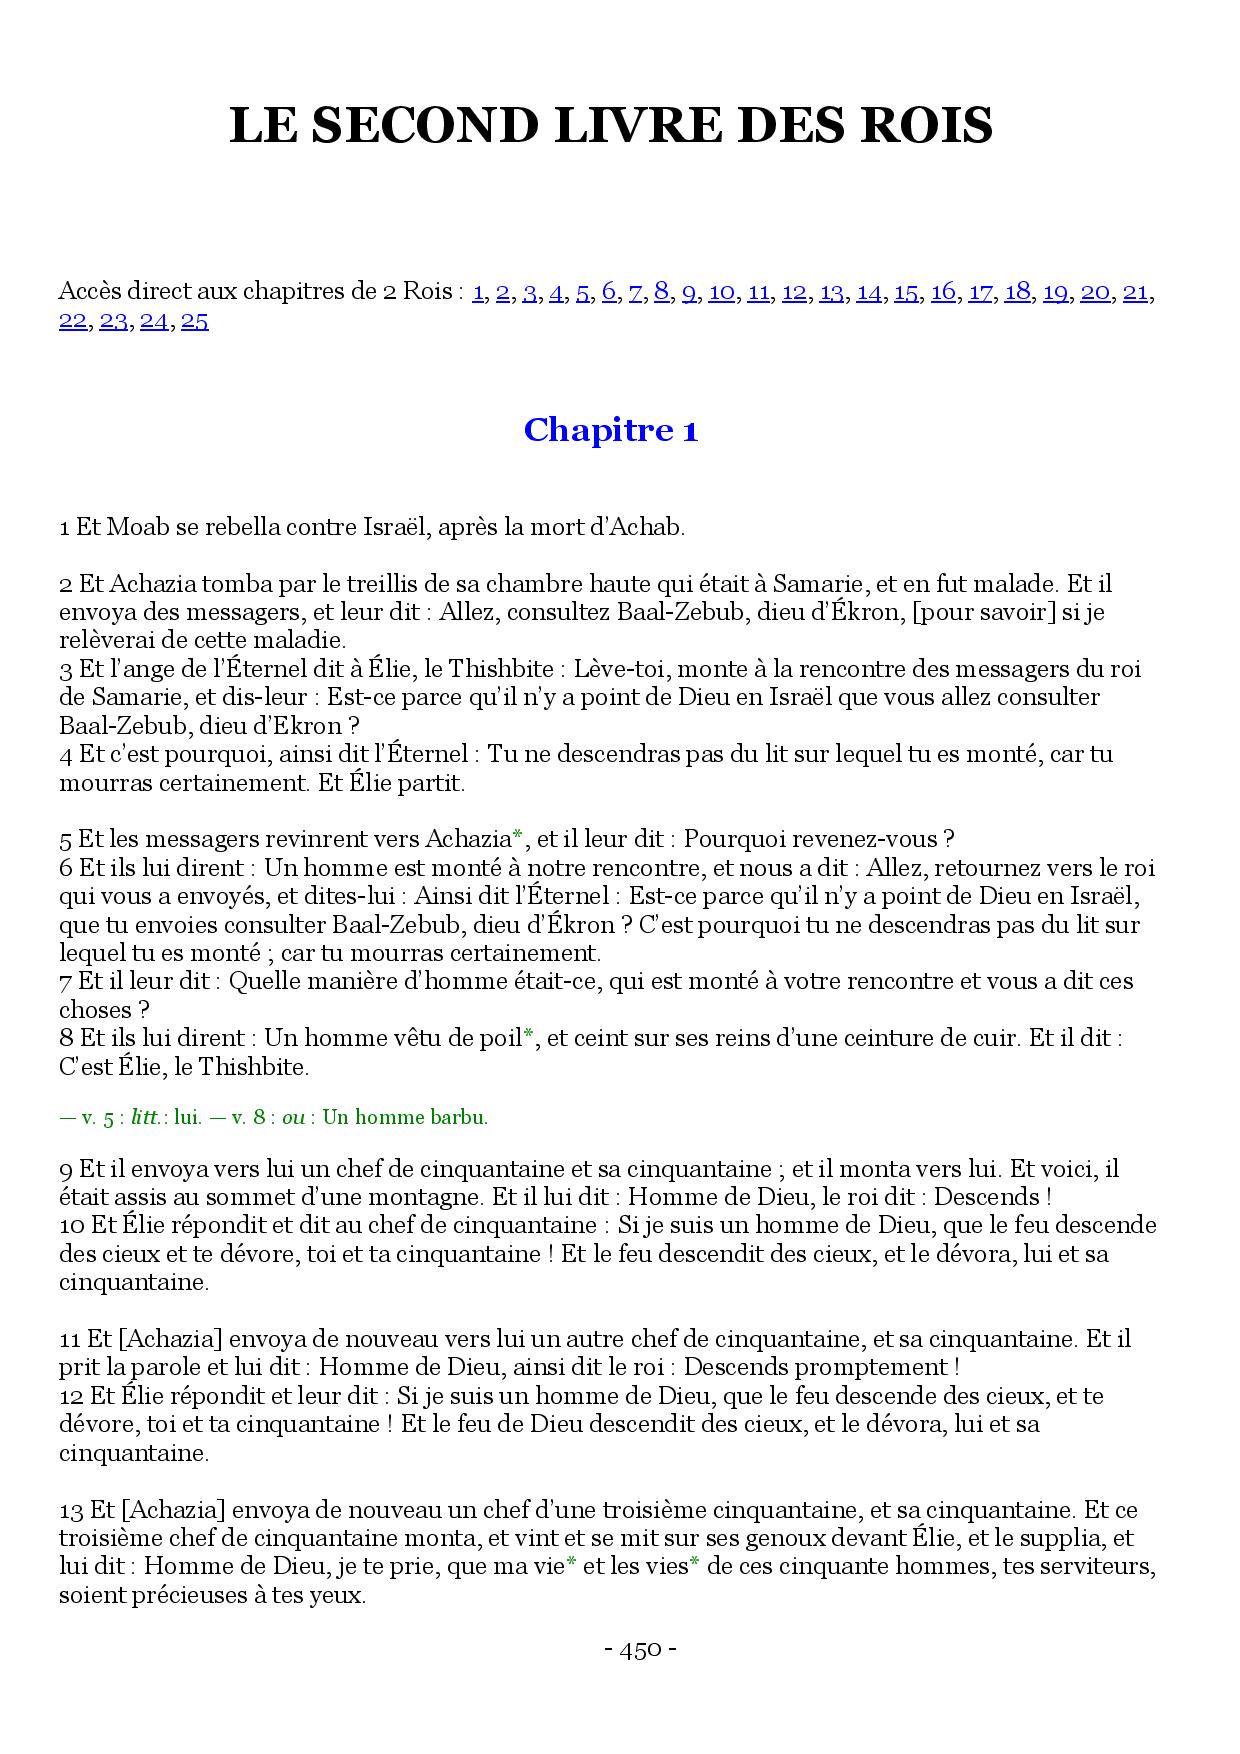 LE SECOND LIVRE DES ROIS
Accès direct aux chapitres de 2 Rois : 1, 2, 3, 4, 5, 6, 7, 8, 9, 10, 11, 12, 13, 14, 15, 16, 17, 18, 19, 20, 21,
22, 23, 24, 25
Chapitre 1
1 Et Moab se rebella contre Israël, après la mort d’Achab.
2 Et Achazia tomba par le treillis de sa chambre haute qui était à Samarie, et en fut malade. Et il
envoya des messagers, et leur dit : Allez, consultez Baal-Zebub, dieu d’Ékron, [pour savoir] si je
relèverai de cette maladie.
3 Et l’ange de l’Éternel dit à Élie, le Thishbite : Lève-toi, monte à la rencontre des messagers du roi
de Samarie, et dis-leur : Est-ce parce qu’il n’y a point de Dieu en Israël que vous allez consulter
Baal-Zebub, dieu d’Ekron ?
4 Et c’est pourquoi, ainsi dit l’Éternel : Tu ne descendras pas du lit sur lequel tu es monté, car tu
mourras certainement. Et Élie partit.
5 Et les messagers revinrent vers Achazia*, et il leur dit : Pourquoi revenez-vous ?
6 Et ils lui dirent : Un homme est monté à notre rencontre, et nous a dit : Allez, retournez vers le roi
qui vous a envoyés, et dites-lui : Ainsi dit l’Éternel : Est-ce parce qu’il n’y a point de Dieu en Israël,
que tu envoies consulter Baal-Zebub, dieu d’Ékron ? C’est pourquoi tu ne descendras pas du lit sur
lequel tu es monté ; car tu mourras certainement.
7 Et il leur dit : Quelle manière d’homme était-ce, qui est monté à votre rencontre et vous a dit ces
choses ?
8 Et ils lui dirent : Un homme vêtu de poil*, et ceint sur ses reins d’une ceinture de cuir. Et il dit :
C’est Élie, le Thishbite.
— v. 5 : litt.: lui. — v. 8 : ou : Un homme barbu.
9 Et il envoya vers lui un chef de cinquantaine et sa cinquantaine ; et il monta vers lui. Et voici, il
était assis au sommet d’une montagne. Et il lui dit : Homme de Dieu, le roi dit : Descends !
10 Et Élie répondit et dit au chef de cinquantaine : Si je suis un homme de Dieu, que le feu descende
des cieux et te dévore, toi et ta cinquantaine ! Et le feu descendit des cieux, et le dévora, lui et sa
cinquantaine.
11 Et [Achazia] envoya de nouveau vers lui un autre chef de cinquantaine, et sa cinquantaine. Et il
prit la parole et lui dit : Homme de Dieu, ainsi dit le roi : Descends promptement !
12 Et Élie répondit et leur dit : Si je suis un homme de Dieu, que le feu descende des cieux, et te
dévore, toi et ta cinquantaine ! Et le feu de Dieu descendit des cieux, et le dévora, lui et sa
cinquantaine.
13 Et [Achazia] envoya de nouveau un chef d’une troisième cinquantaine, et sa cinquantaine. Et ce
troisième chef de cinquantaine monta, et vint et se mit sur ses genoux devant Élie, et le supplia, et
lui dit : Homme de Dieu, je te prie, que ma vie* et les vies* de ces cinquante hommes, tes serviteurs,
soient précieuses à tes yeux.
- 450 -